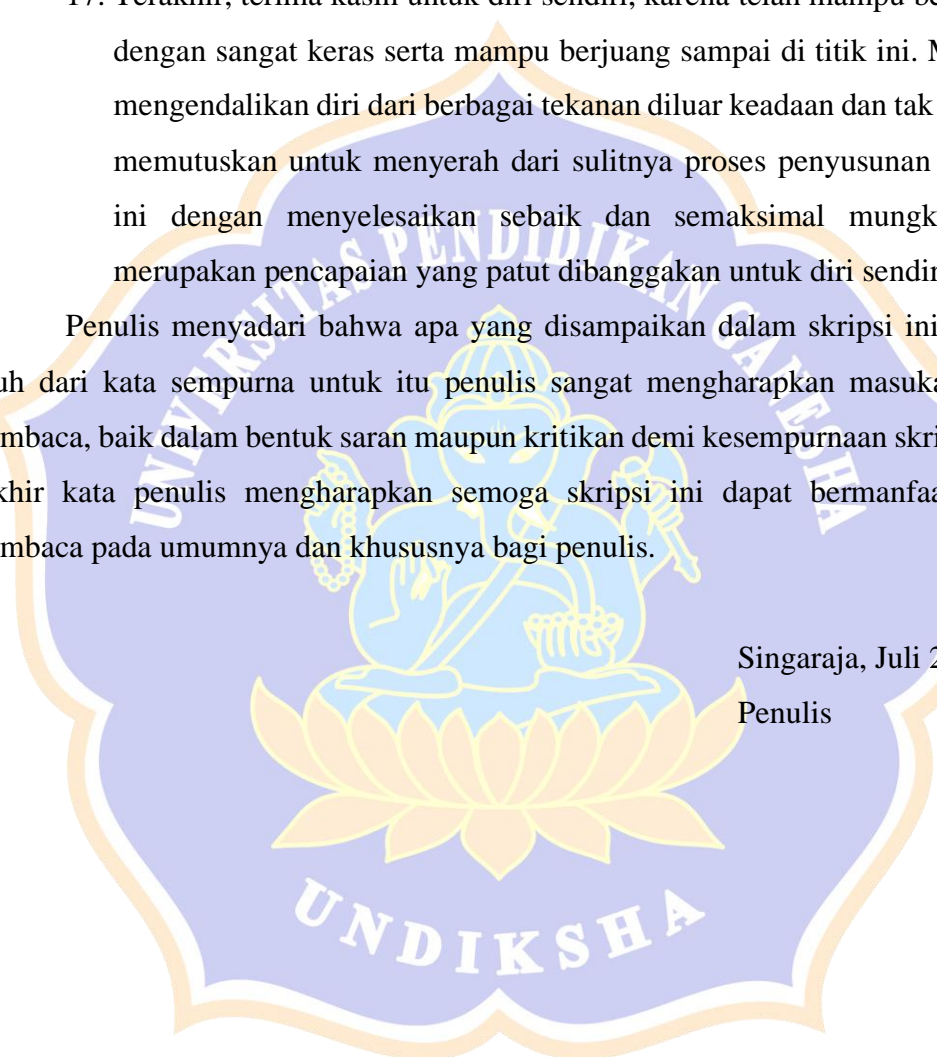 17. Terakhir, terima kasih untuk diri sendiri, karena telah mampu be
dengan sangat keras serta mampu berjuang sampai di titik ini. M
mengendalikan diri dari berbagai tekanan diluar keadaan dan tak
memutuskan untuk menyerah dari sulitnya proses penyusunan
ini dengan menyelesaikan sebaik dan semaksimal mungk
merupakan pencapaian yang patut dibanggakan untuk diri sendir
Penulis menyadari bahwa apa yang disampaikan dalam skripsi ini
uh dari kata sempurna untuk itu penulis sangat mengharapkan masuka
mbaca, baik dalam bentuk saran maupun kritikan demi kesempurnaan skri
khir kata penulis mengharapkan semoga skripsi ini dapat bermanfaa
mbaca pada umumnya dan khususnya bagi penulis.
Singaraja, Juli 2
Penulis
UNIVERSITAS PENDIDIKAN GANESHA
UNDIKSHA